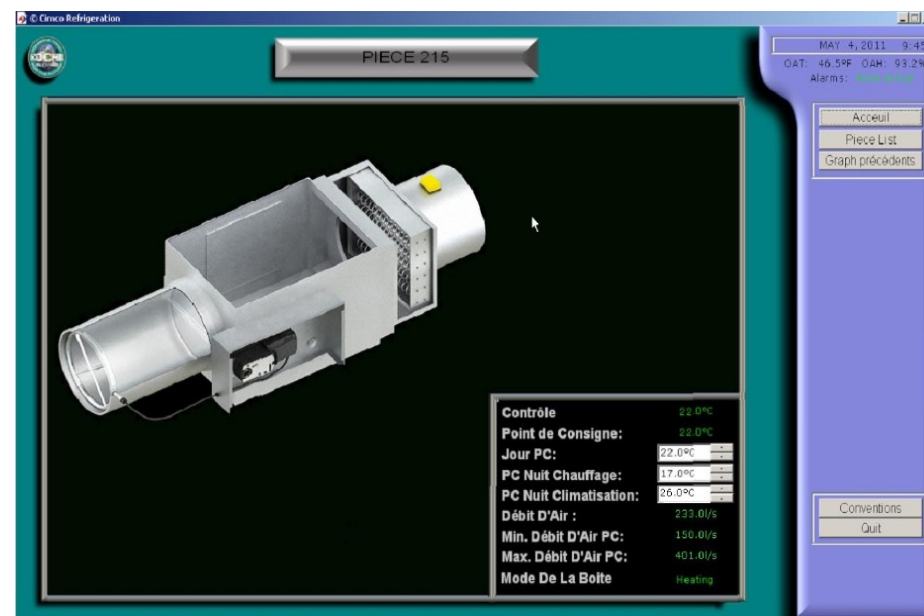 © Cimco Refrigeration
PIECE 215
MAY 4, 2011 9:45
OAT: 46.5ºF OAH: 93.2%
Alarms:
Acceuil
Piece List
Graph précédents
Contrôle 22.0ºC
Point de Consigne: 22.0ºC
Jour PC: 22.0ºC
PC Nuit Chauffage: 17.0ºC
PC Nuit Climatisation: 26.0ºC
Débit D'Air : 233.0l/s
Min. Débit D'Air PC: 150.0l/s
Max. Débit D'Air PC: 401.0l/s
Mode De La Boîte Heating
Conventions
Quit